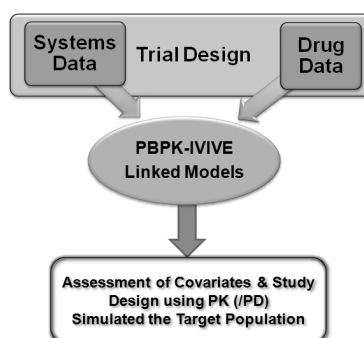 Systems
Data
Trial Design
Drug
Data
PBPK-IVIVE
Linked Models
Assessment of Covariates & Study
Design using PK (/PD)
Simulated the Target Population